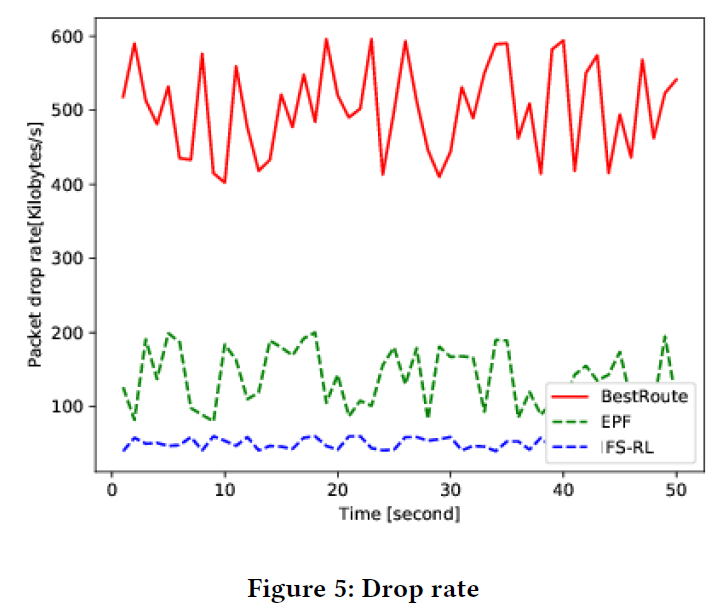 600
500
400
300
200
100
Packet drop rate[Kilobytes/s]
BestRoute
EPF
IFS-RL
0 10 20 30 40 50
Time [second]
Figure 5: Drop rate